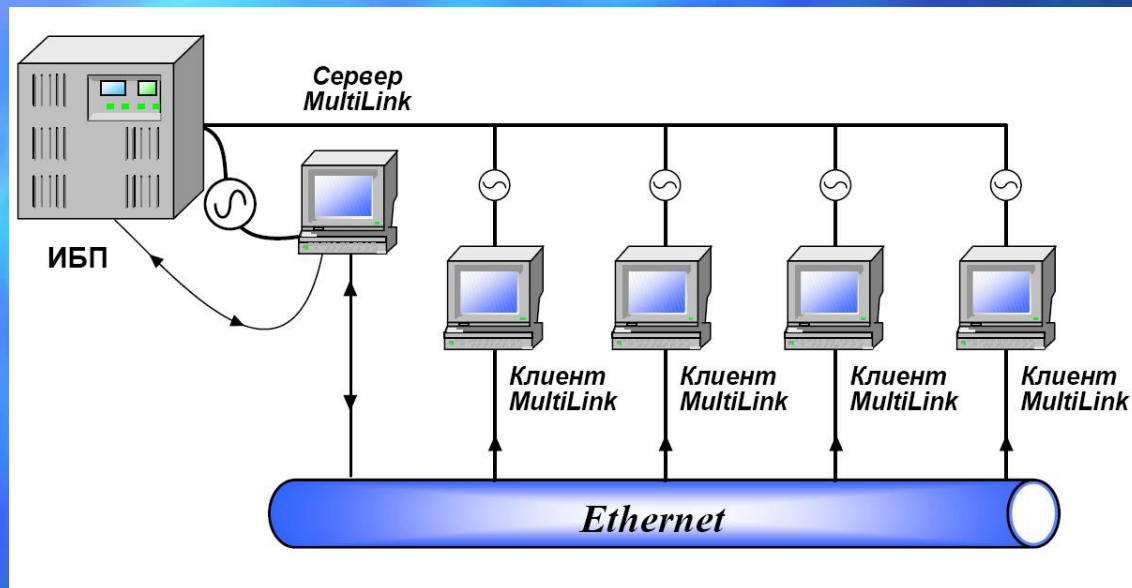 Сервер
MultiLink
ИБП
Клиент
MultiLink
Клиент
MultiLink
Клиент
MultiLink
Клиент
MultiLink
Ethernet